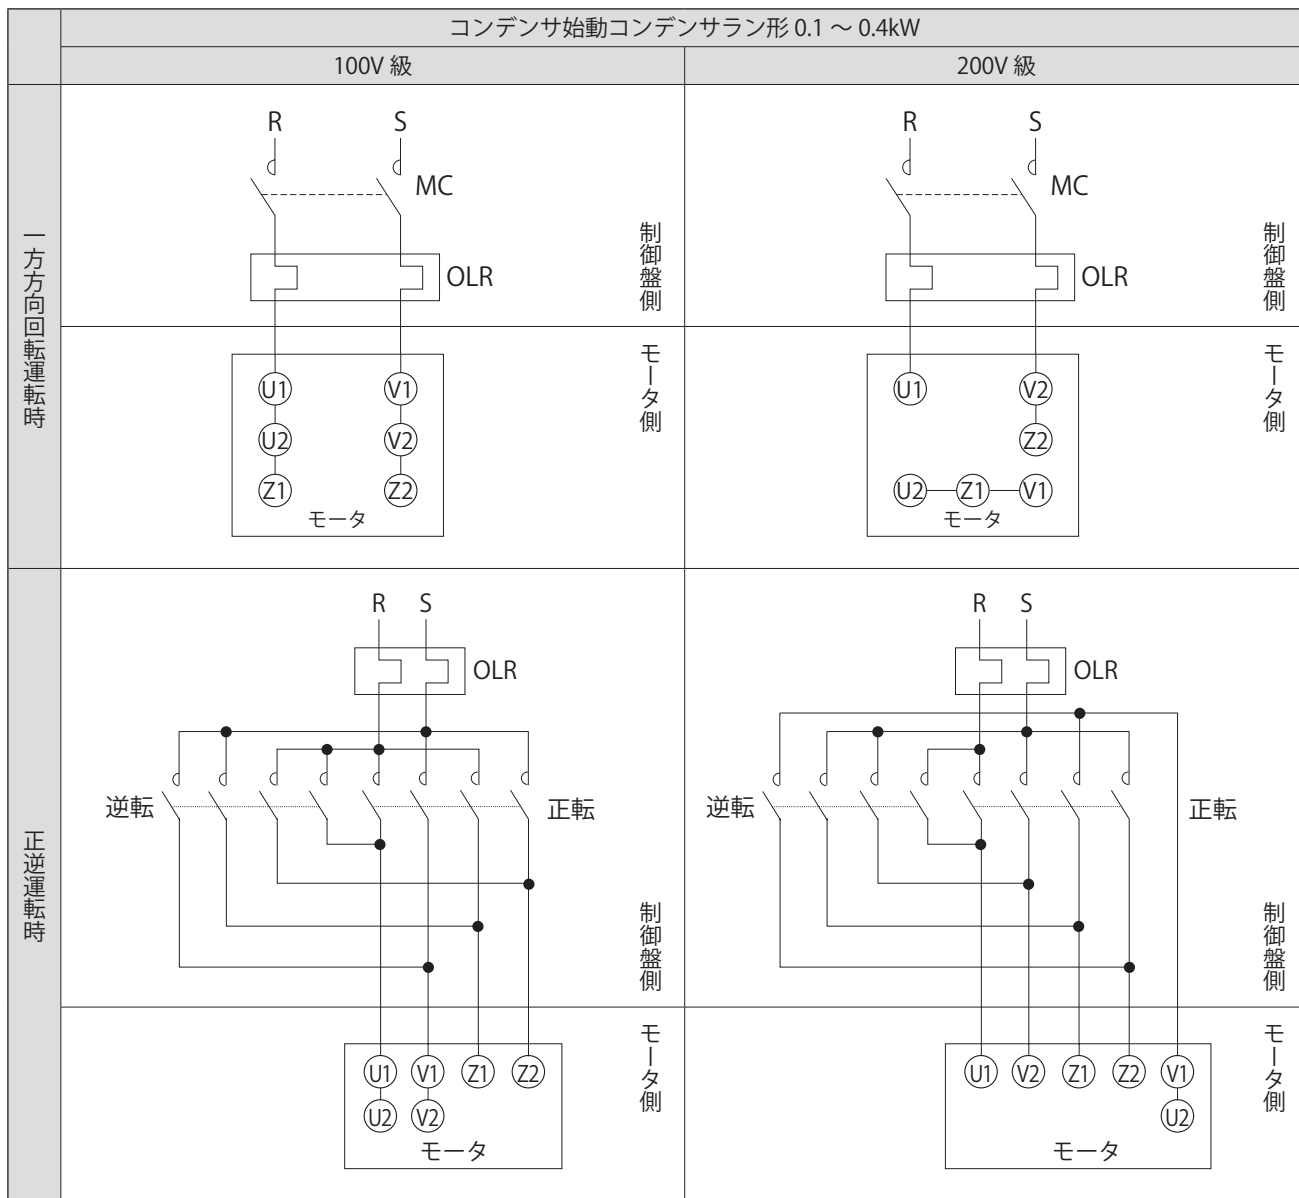 コンデンサ始動コンデンサラン形 0.1 ～ 0.4kW
100V 級
200V 級
一方方向回転運転時
R S
MC
OLR
制御盤側
モータ側
U1 V1
U2 V2
Z1 Z2
モータ
R S
MC
OLR
制御盤側
モータ側
U1 V2
Z2
U2 Z1 V1
モータ
正逆運転時
R S
OLR
逆転
正転
制御盤側
モータ側
U1 V1 Z1 Z2
U2 V2
モータ
R S
OLR
逆転
正転
制御盤側
モータ側
U1 V2 Z1 Z2 V1
U2
モータ